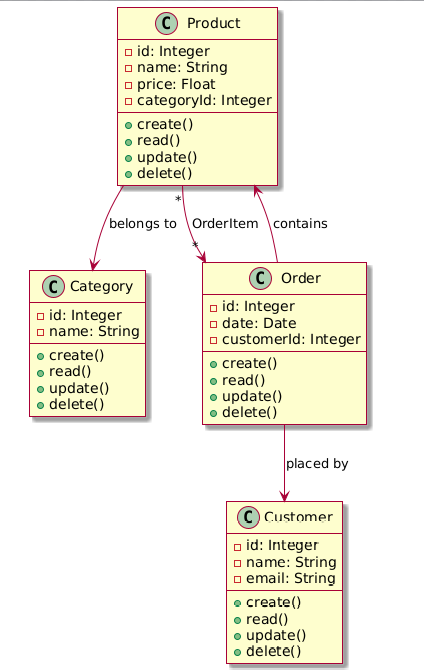 C Product
id: Integer
name: String
price: Float
categoryId: Integer
create()
read()
update()
delete()
belongs to
*
OrderItem
*
contains
C Category
id: Integer
name: String
create()
read()
update()
delete()
C Order
id: Integer
date: Date
customerId: Integer
create()
read()
update()
delete()
placed by
C Customer
id: Integer
name: String
email: String
create()
read()
update()
delete()